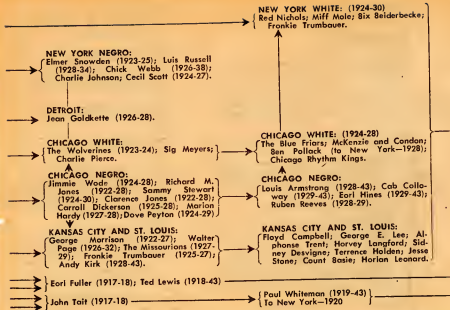 NEW YORK WHITE: (1924-30)
Red Nichols; Miff Mole; Bix Beiderbecke;
Fronkie Trumbauer.
NEW YORK NEGRO:
Elmer Snowden (1923-25); Luis Russell
(1928-34); Chick Webb (1926-38);
Charlie Johnson; Cecil Scott (1924-27).
DETROIT:
Jean Goldkette (1926-28).
CHICAGO WHITE:
The Wolverines (1923-24); Sig Meyers;
Charlie Pierce.
CHICAGO WHITE: (1924-28)
The Blue Friars; McKenzie and Condon;
Ben Pollack (to New York—1928);
Chicago Rhythm Kings.
CHICAGO NEGRO:
Jimmie Wade (1924-28); Richard M.
Jones (1922-28); Sammy Stewart
(1924-30); Clarence Jones (1922-28);
Carroll Dickerson (1925-28); Marion
Hardy (1927-28); Dove Peyton (1924-29)
CHICAGO NEGRO:
Louis Armstrong (1928-43); Cab Collo-
way (1929-43); Earl Hines (1929-43);
Ruben Reeves (1928-29).
KANSAS CITY AND ST. LOUIS:
George Morrison (1922-27); Walter
Page (1926-32); The Missourians (1927-
29); Fronkie Trumbauer (1925-27);
Andy Kirk (1928-43).
KANSAS CITY AND ST. LOUIS:
Floyd Campbell; George E. Lee; Al-
phonse Trent; Horvey Langford; Sid-
ney Desvigne; Terrence Holden; Jesse
Stone; Count Basie; Harlan Leonard.
Eorl Fuller (1917-18); Ted Lewis (1918-43)
John Tait (1917-18)
Paul Whiteman (1919-43)
To New York—1920